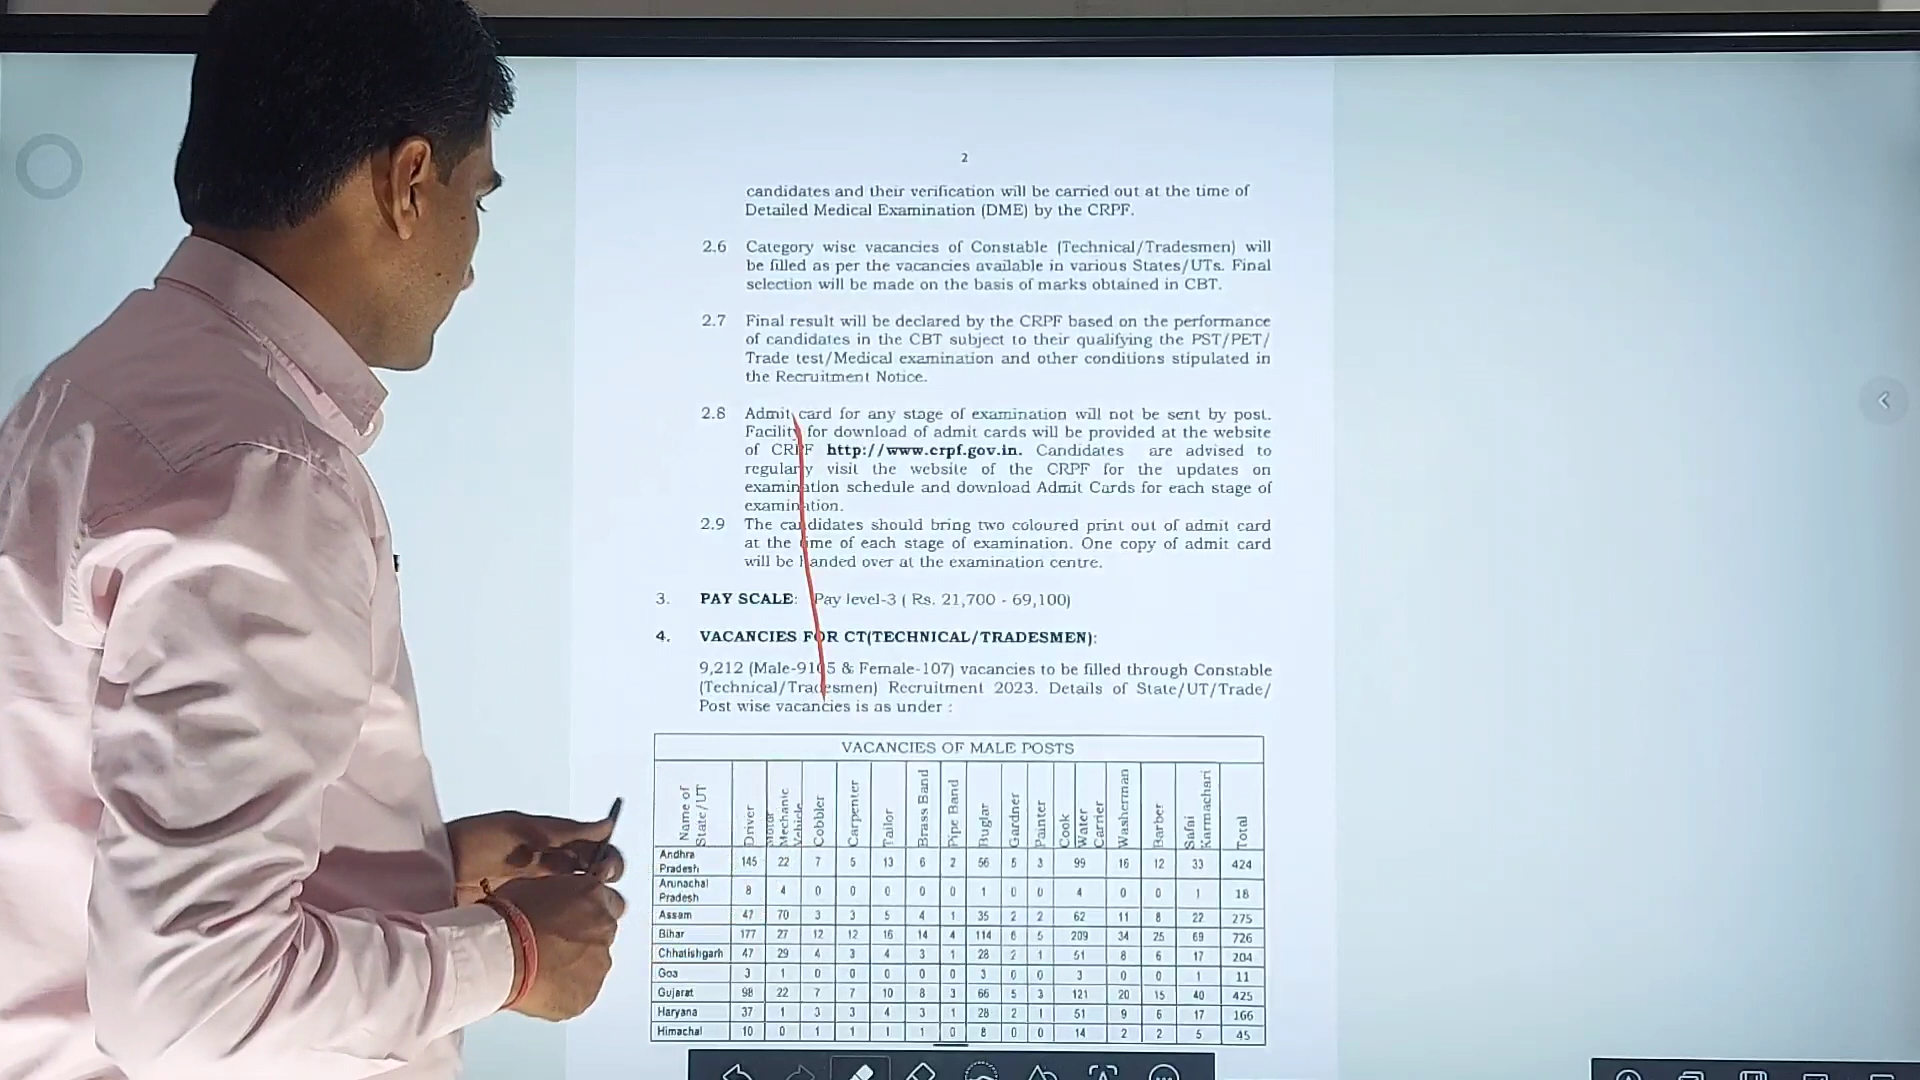 2
candidates and their verification will be carried out at the time of
Detailed Medical Examination (DME) by the CRPF.
2.6 Category wise vacancies of Constable (Technical/Tradesmen) will
be filled as per the vacancies available in various States/UTs. Final
selection will be made on the basis of marks obtained in CBT.
2.7 Final result will be declared by the CRPF based on the performance
of candidates in the CBT subject to their qualifying the PST/PET/
Trade test/Medical examination and other conditions stipulated in
the Recruitment Notice.
2.8 Admit card for any stage of examination will not be sent by post.
Facility for download of admit cards will be provided at the website
of CRPF http://www.crpf.gov.in. Candidates are advised to
regularly visit the website of the CRPF for the updates on
examination schedule and download Admit Cards for each stage of
examination.
2.9 The candidates should bring two coloured print out of admit card
at the time of each stage of examination. One copy of admit card
will be handed over at the examination centre.
3. PAY SCALE: Pay level-3 ( Rs. 21,700 - 69,100)
4. VACANCIES FOR CT(TECHNICAL/TRADESMEN):
9,212 (Male-9105 & Female-107) vacancies to be filled through Constable
(Technical/Tradesmen) Recruitment 2023. Details of State/UT/Trade/
Post wise vacancies is as under :
VACANCIES OF MALE POSTS
Name of State/UT Driver Motor Mechanic Vehicle Cobbler Carpenter Tailor Brass Band Pipe Band Buglar Gardner Painter Cook Water Carrier Washerman Barber Safai Karmachari Total
Andhra Pradesh 145 22 7 5 13 6 2 56 5 3 99 16 12 33 424
Arunachal Pradesh 8 4 0 0 0 0 0 1 0 0 4 0 0 1 18
Assam 47 70 3 3 5 4 1 35 2 2 62 11 8 22 275
Bihar 177 27 12 12 16 14 4 114 6 5 209 34 25 69 726
Chhatishgarh 47 29 4 3 4 3 1 28 2 1 51 8 6 17 204
Goa 3 1 0 0 0 0 0 3 0 0 3 0 0 1 11
Gujarat 98 22 7 7 10 8 3 66 5 3 121 20 15 40 425
Haryana 37 1 3 3 4 3 1 28 2 1 51 9 6 17 166
Himachal 10 0 1 1 1 1 0 8 0 0 14 2 2 5 45